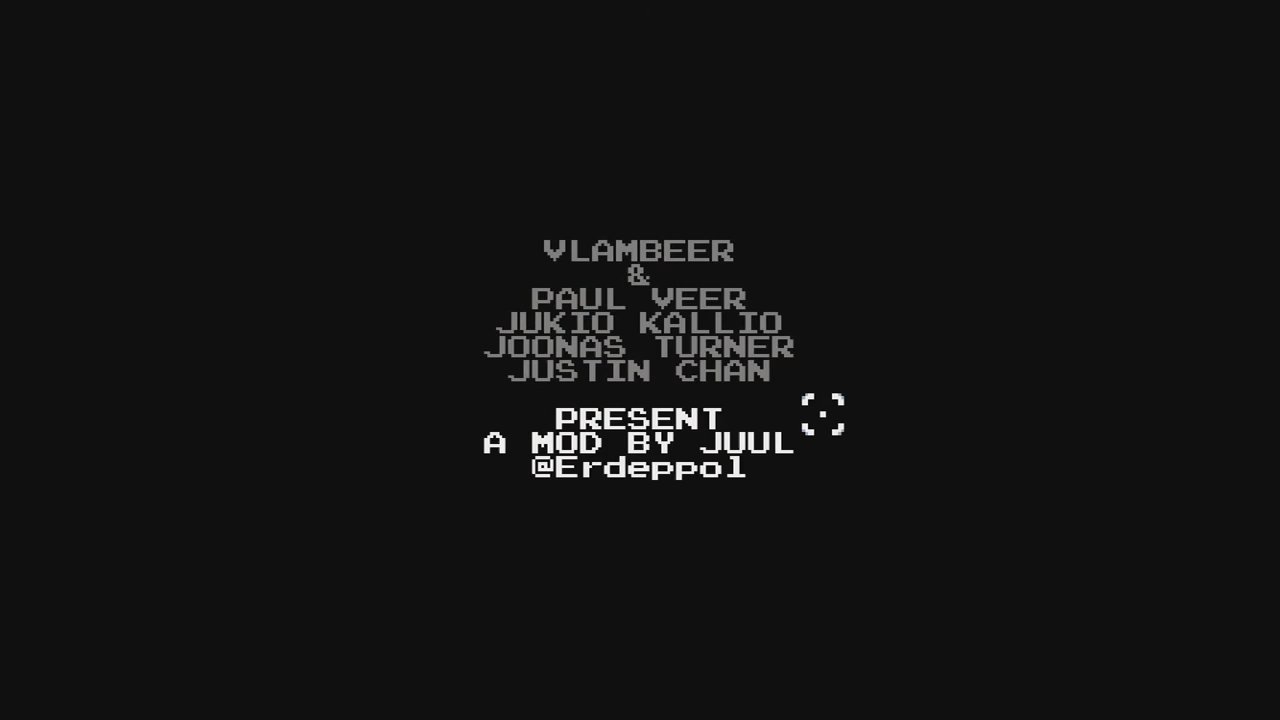 VLAMBEER
&
PAUL VEER
JUKIO KALLIO
JOONAS TURNER
JUSTIN CHAN
PRESENT
A MOD BY JUUL
@Erdeppol